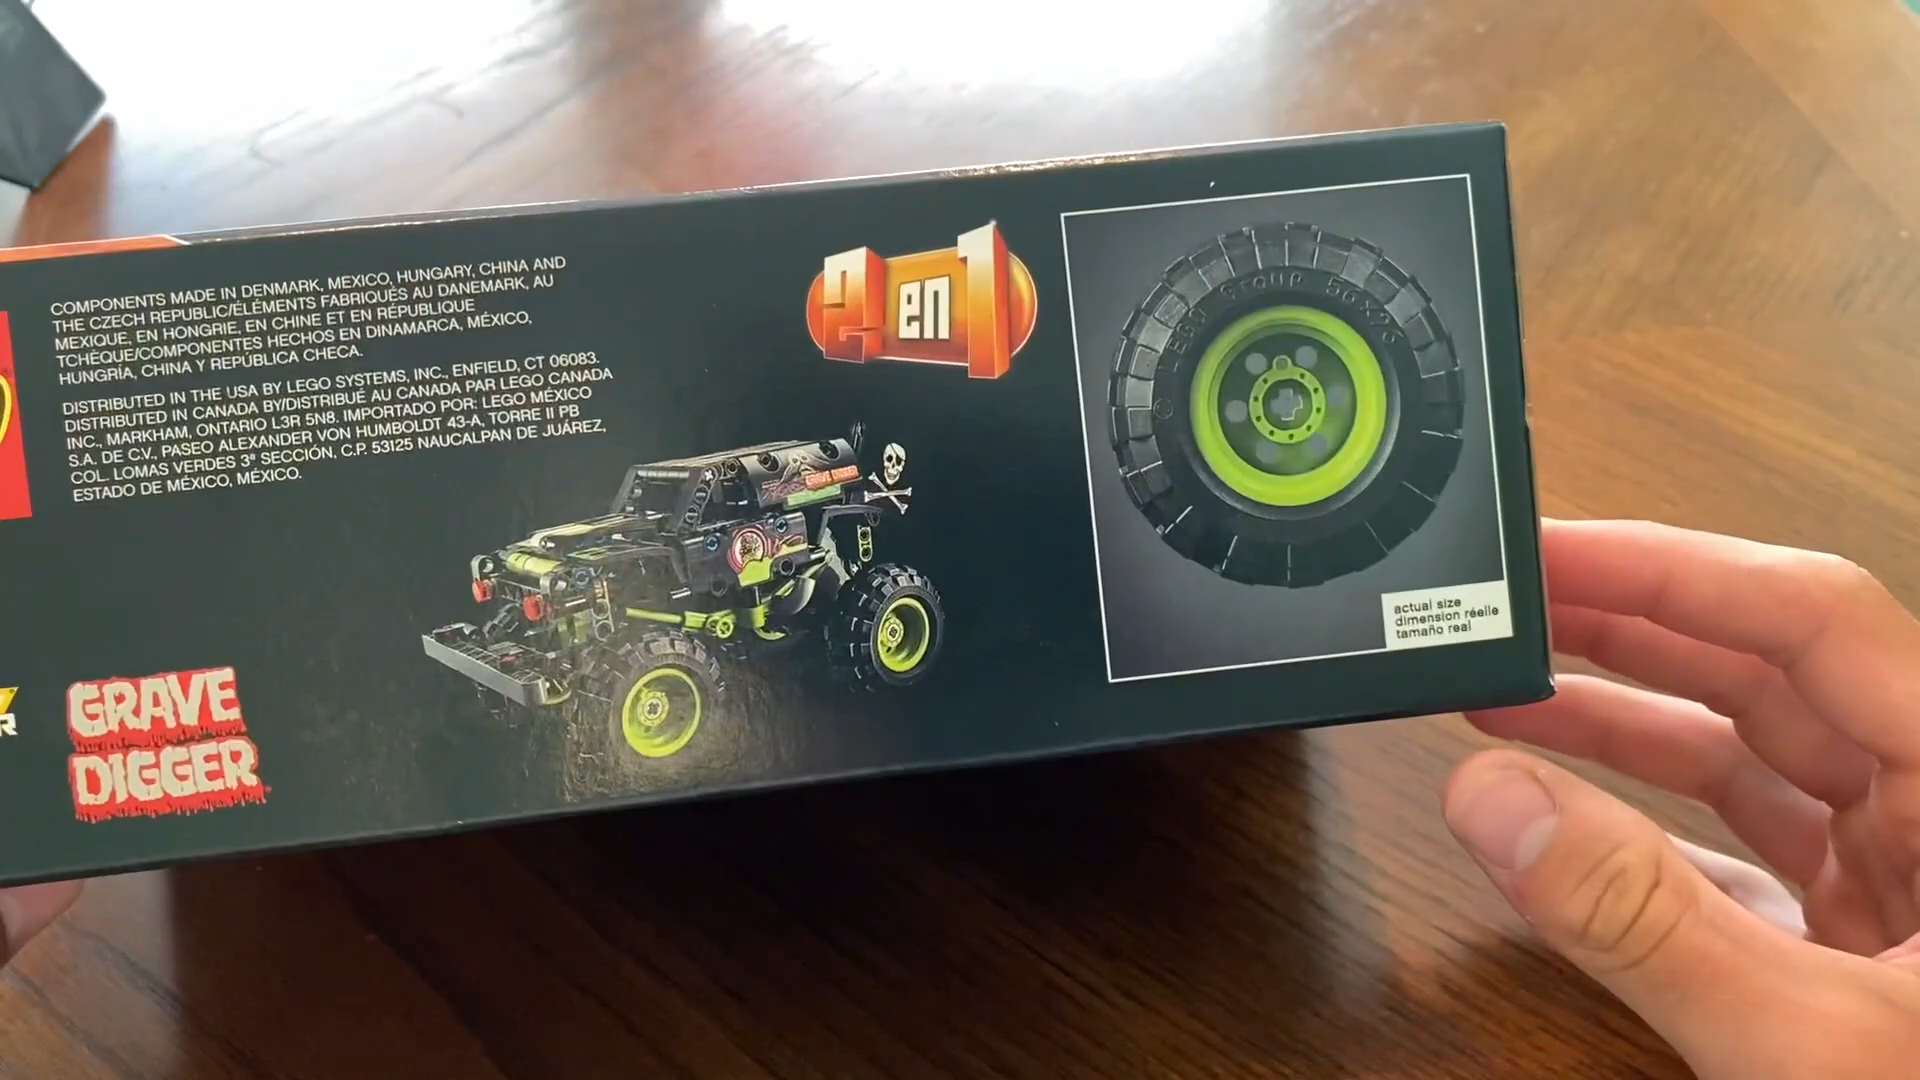 COMPONENTS MADE IN DENMARK, MEXICO, HUNGARY, CHINA AND
THE CZECH REPUBLIC/ÉLÉMENTS FABRIQUÉS AU DANEMARK, AU
MEXIQUE, EN HONGRIE, EN CHINE ET EN RÉPUBLIQUE
TCHÈQUE/COMPONENTES HECHOS EN DINAMARCA, MÉXICO,
HUNGRÍA, CHINA Y REPÚBLICA CHECA.
DISTRIBUTED IN THE USA BY LEGO SYSTEMS, INC., ENFIELD, CT 06083.
DISTRIBUTED IN CANADA BY/DISTRIBUÉ AU CANADA PAR LEGO CANADA
INC., MARKHAM, ONTARIO L3R 5N8. IMPORTADO POR: LEGO MÉXICO
S.A. DE C.V., PASEO ALEXANDER VON HUMBOLDT 43-A, TORRE II PB
COL. LOMAS VERDES 3ª SECCIÓN, C.P. 53125 NAUCALPAN DE JUÁREZ,
ESTADO DE MÉXICO, MÉXICO.
2 en 1
© LEGO Group 56x26
actual size
dimension réelle
tamaño real
GRAVE DIGGER
R
GRAVE
DIGGER